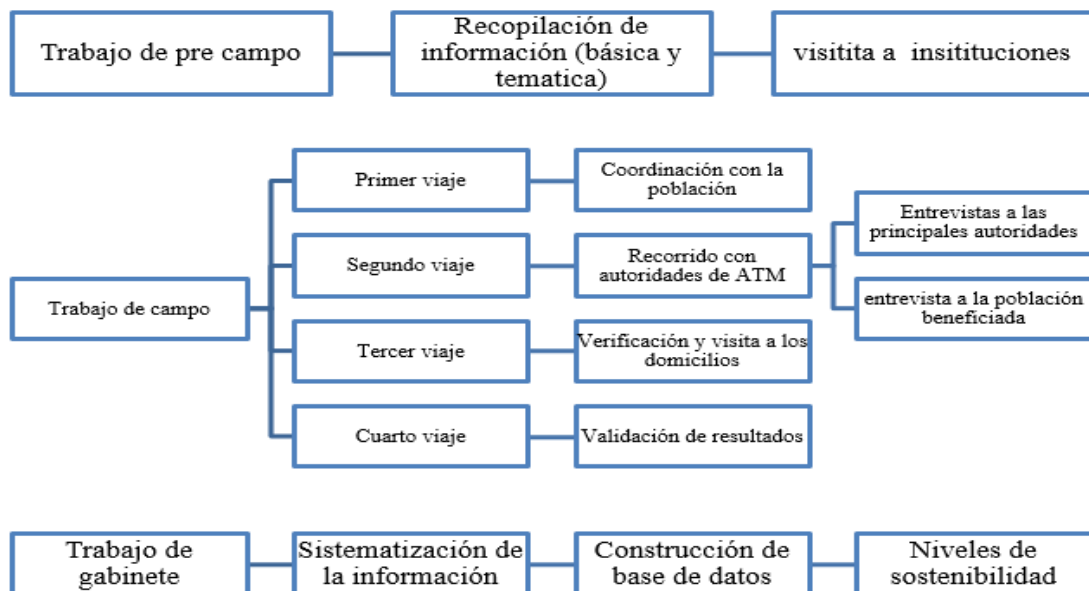 Trabajo de pre campo
Recopilación de
información (básica y
tematica)
visitita a insitituciones
Trabajo de campo
Primer viaje
Coordinación con la
población
Segundo viaje
Recorrido con
autoridades de ATM
Entrevistas a las
principales autoridades
entrevista a la población
beneficiada
Tercer viaje
Verificación y visita a los
domicilios
Cuarto viaje
Validación de resultados
Trabajo de
gabinete
Sistematización de
la información
Construcción de
base de datos
Niveles de
sostenibilidad